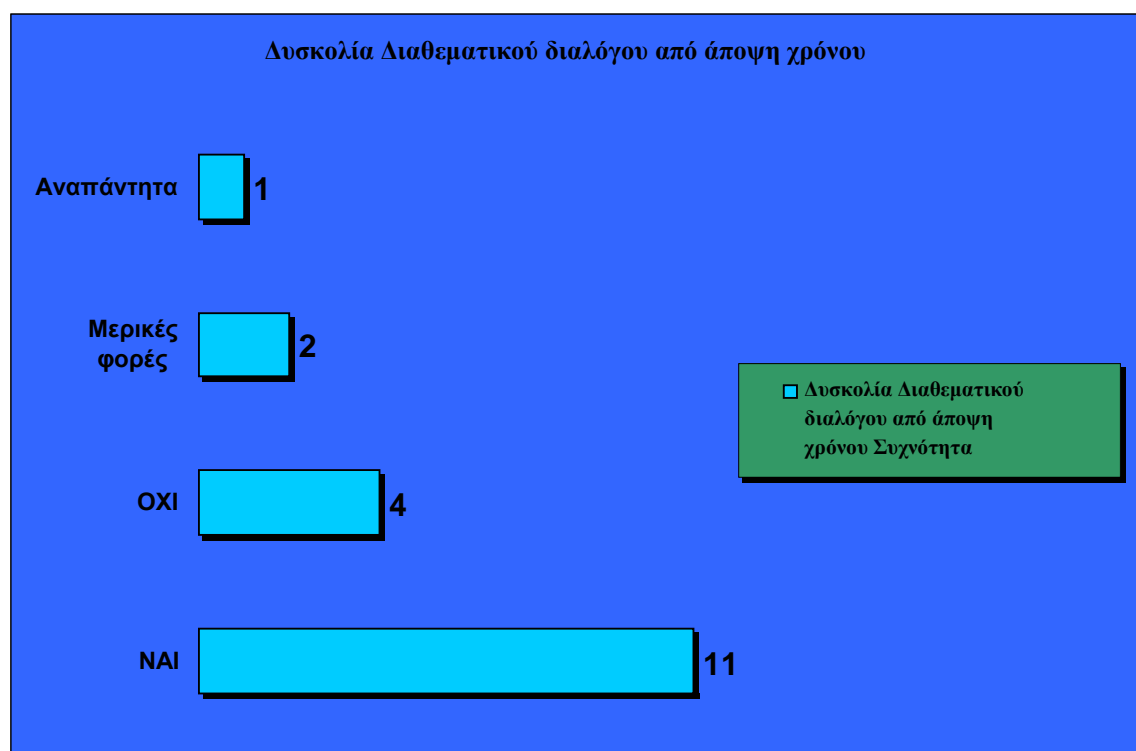 Δυσκολία Διαθεματικού διαλόγου από άποψη χρόνου
Αναπάντητα
1
Μερικές
φορές
2
Δυσκολία Διαθεματικού
διαλόγου από άποψη
χρόνου Συχνότητα
ΟΧΙ
4
ΝΑΙ
11